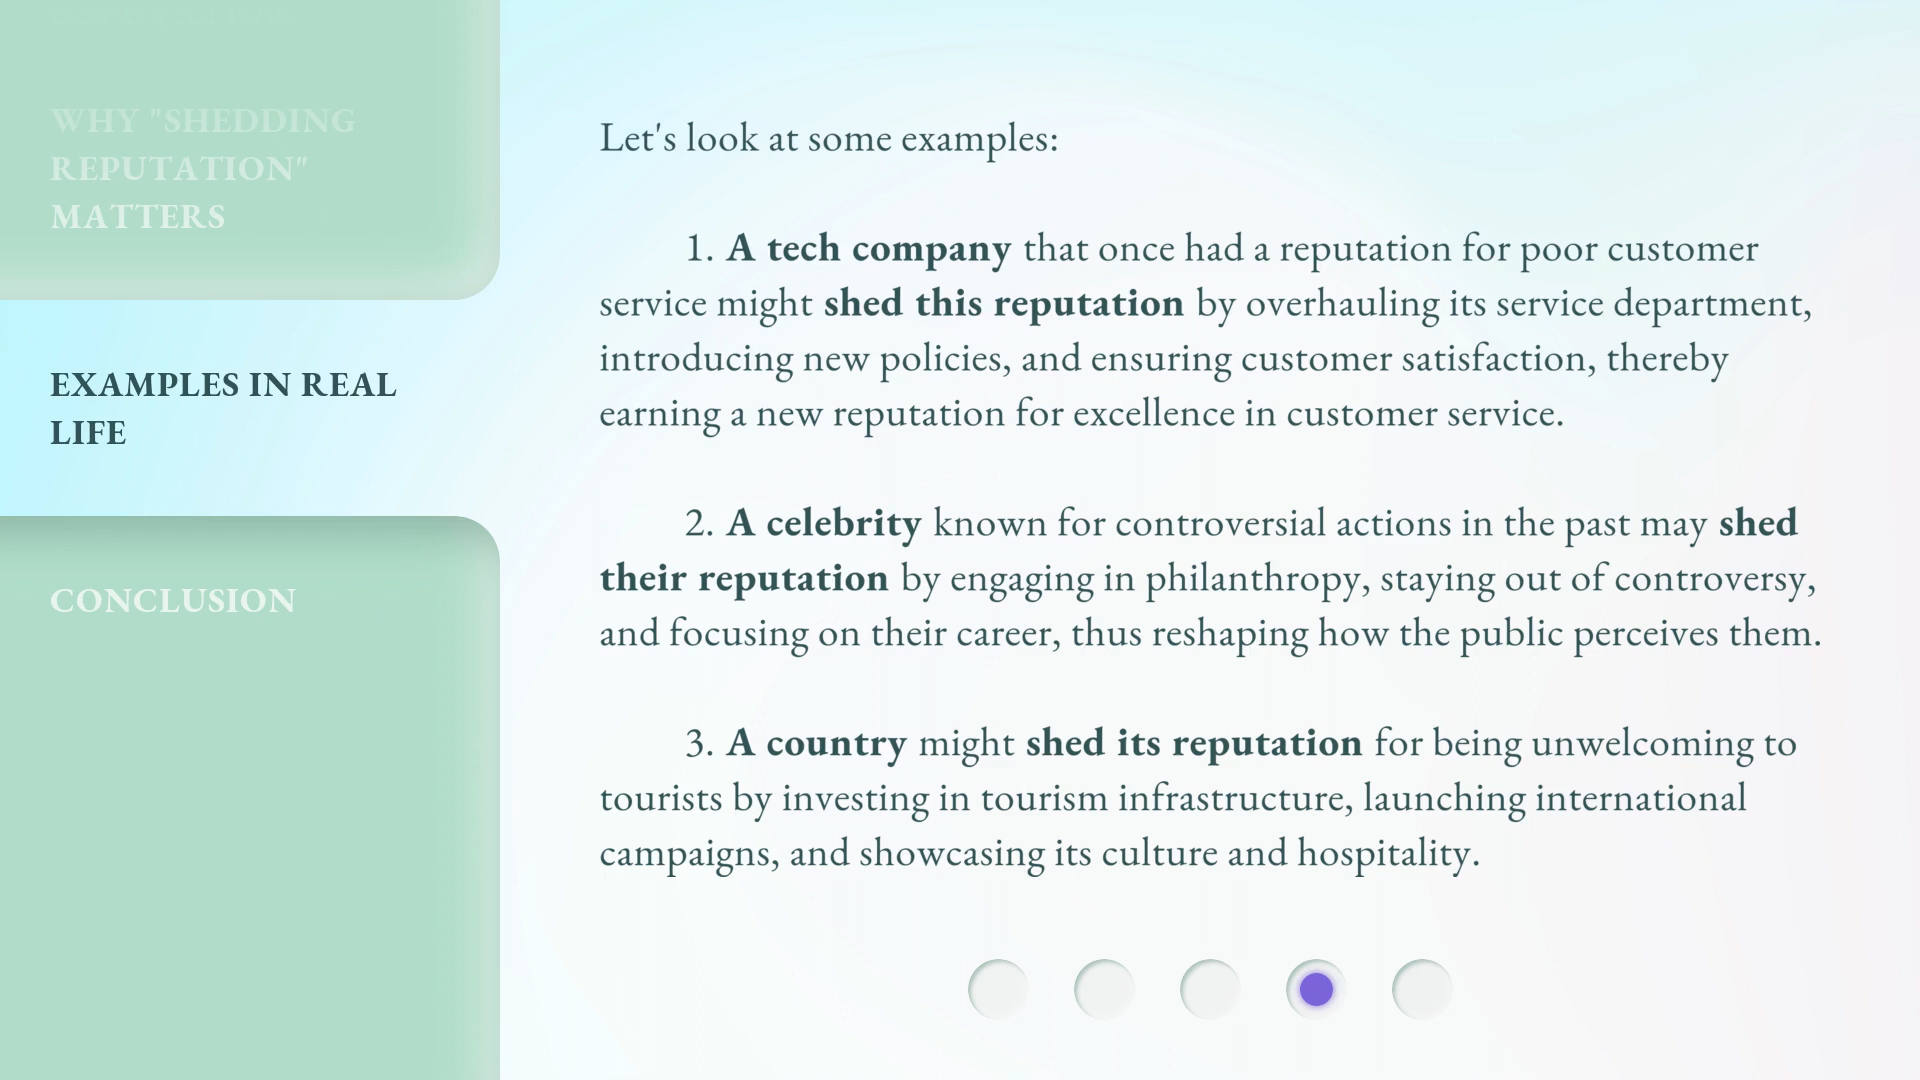 WHY "SHEDDING
REPUTATION"
MATTERS
EXAMPLES IN REAL
LIFE
CONCLUSION
Let's look at some examples:
1. A tech company that once had a reputation for poor customer
service might shed this reputation by overhauling its service department,
introducing new policies, and ensuring customer satisfaction, thereby
earning a new reputation for excellence in customer service.
2. A celebrity known for controversial actions in the past may shed
their reputation by engaging in philanthropy, staying out of controversy,
and focusing on their career, thus reshaping how the public perceives them.
3. A country might shed its reputation for being unwelcoming to
tourists by investing in tourism infrastructure, launching international
campaigns, and showcasing its culture and hospitality.